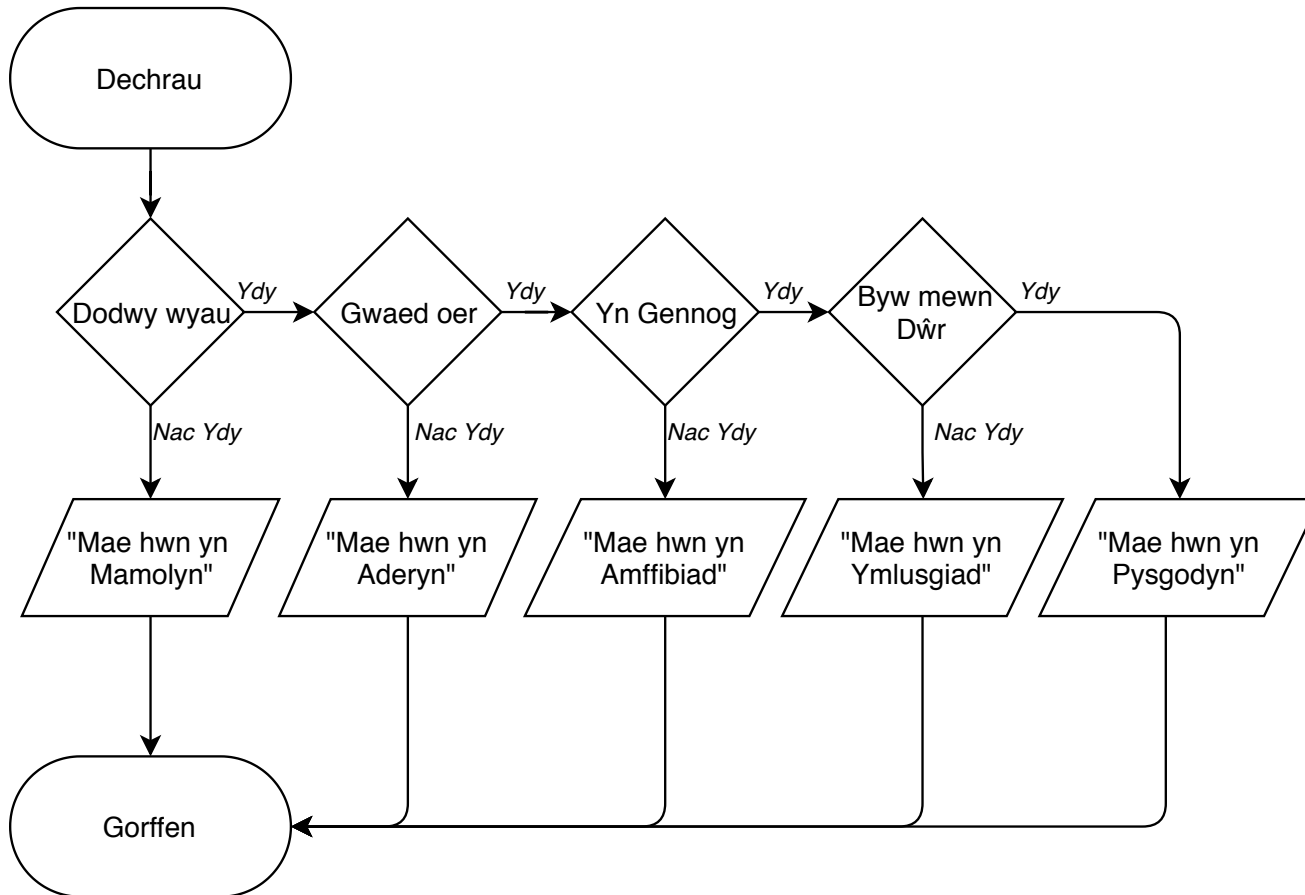 Dechrau
Dodwy wyau
Ydy
Gwaed oer
Ydy
Yn Gennog
Ydy
Byw mewn
Dŵr
Ydy
Nac Ydy
Nac Ydy
Nac Ydy
Nac Ydy
"Mae hwn yn
Mamolyn"
"Mae hwn yn
Aderyn"
"Mae hwn yn
Amffibiad"
"Mae hwn yn
Ymlusgiad"
"Mae hwn yn
Pysgodyn"
Gorffen